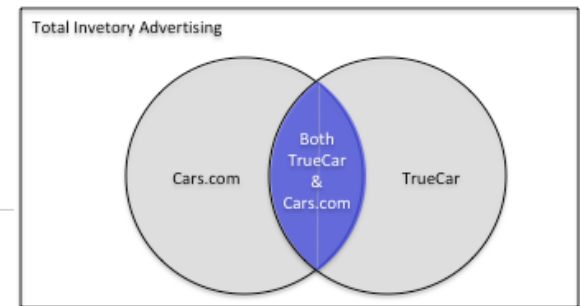 Total Invetory Advertising
Both
TrueCar
&
Cars.com
Cars.com
TrueCar